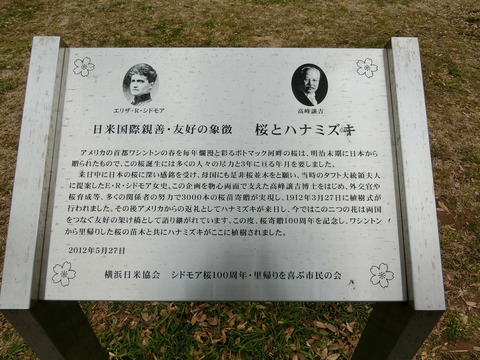 エリザ・R・シドモア
高峰譲吉
日米国際親善・友好の象徴　桜とハナミズキ
アメリカの首都ワシントンの春を毎年爛漫と彩るポトマック河畔の桜は、明治末期に日本から
贈られたもので、この桜誕生には多くの人々の尽力と3年に亘る年月を要しました。
来日中に日本の桜に深い感銘を受け、母国にも是非桜並木をと願い、当時のタフト大統領夫人
に提案したE・R・シドモア女史、この企画を物心両面で支えた高峰譲吉博士をはじめ、外交官や
桜育成等、多くの関係者の努力で3000本の桜苗寄贈が実現し、1912年3月27日に植樹式が
行われました。その後アメリカからの返礼としてハナミズキが来日し、今ではこの二つの花は両国
をつなぐ友好の架け橋として語り継がれています。この度、桜寄贈100周年を記念し、ワシントン
から里帰りした桜の苗木と共にハナミズキがここに植樹されました。
2012年5月27日
横浜日米協会　シドモア桜100周年・里帰りを喜ぶ市民の会